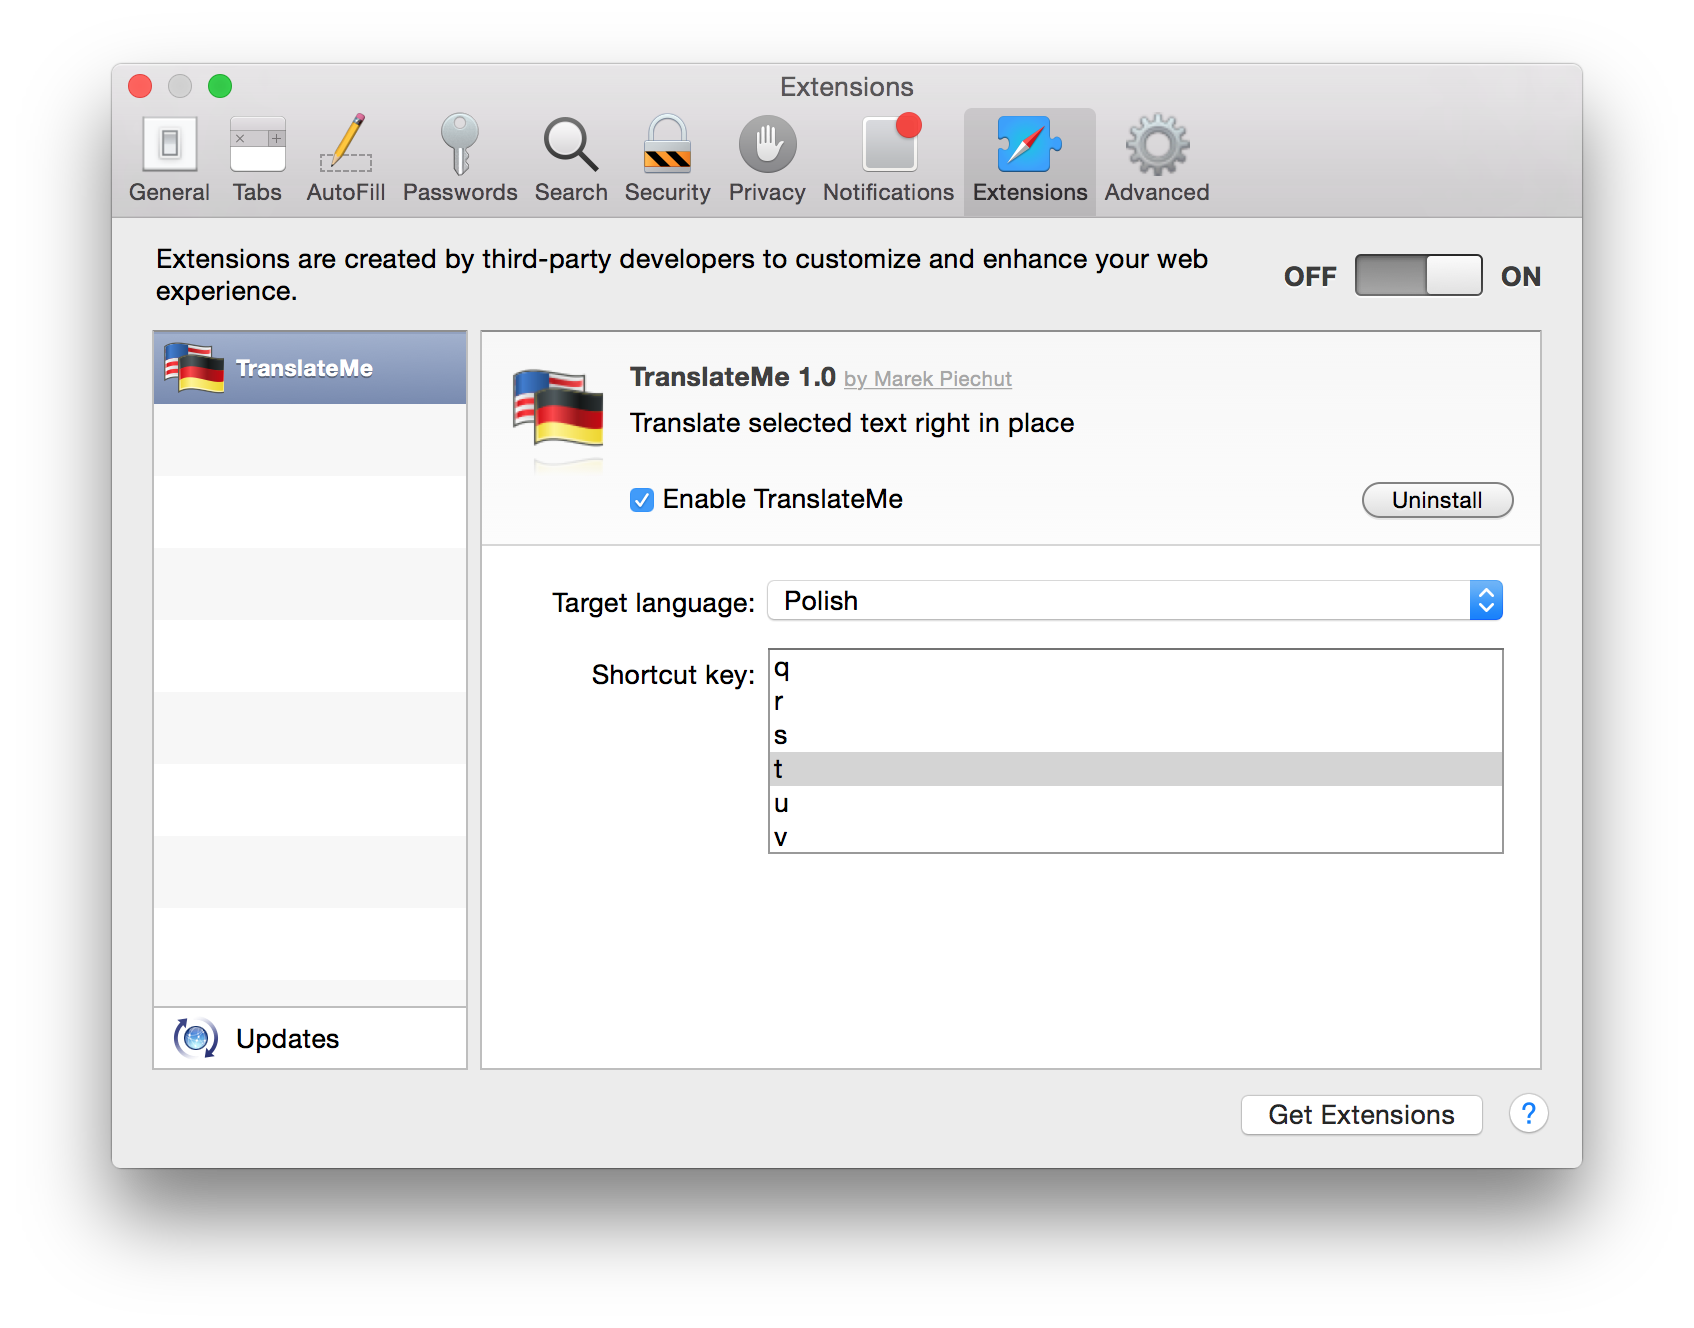 Extensions
General Tabs AutoFill Passwords Search Security Privacy Notifications Extensions Advanced
Extensions are created by third-party developers to customize and enhance your web
experience.
OFF ON
TranslateMe
TranslateMe 1.0 by Marek Piechut
Translate selected text right in place
Enable TranslateMe
Uninstall
Target language: Polish
Shortcut key: q
r
s
t
u
v
Updates
Get Extensions ?